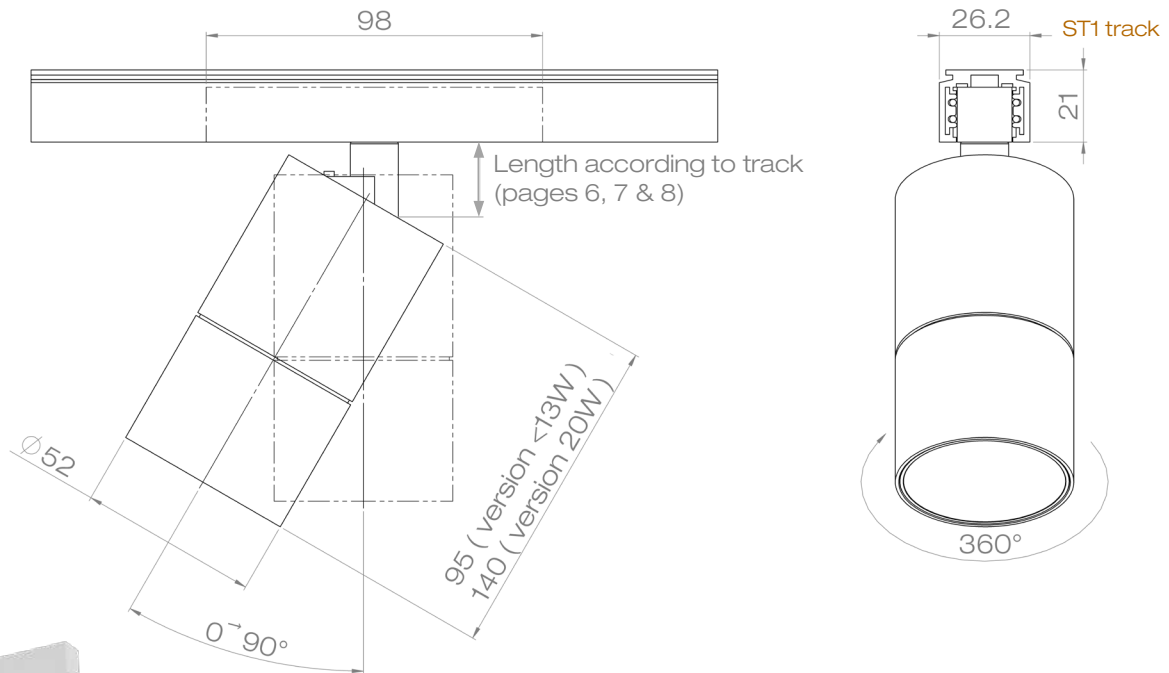 98
26.2
ST1 track
21
Length according to track
(pages 6, 7 & 8)
Ø52
95 ( version <13W )
140 ( version 20W )
0→90°
360°